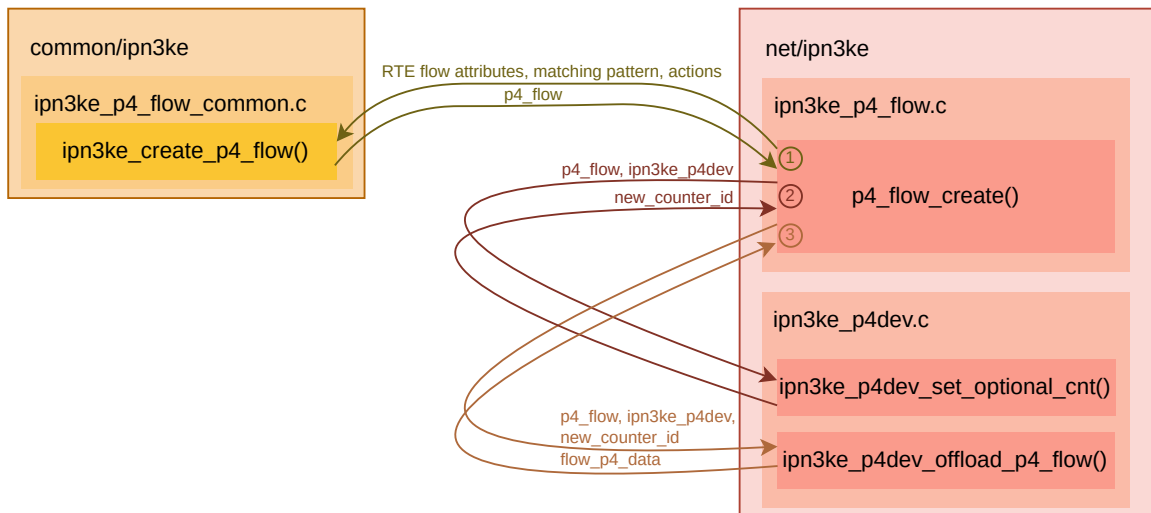 common/ipn3ke
ipn3ke_p4_flow_common.c
ipn3ke_create_p4_flow()
RTE flow attributes, matching pattern, actions
p4_flow
net/ipn3ke
ipn3ke_p4_flow.c
1
2
3
p4_flow_create()
p4_flow, ipn3ke_p4dev
new_counter_id
ipn3ke_p4dev.c
ipn3ke_p4dev_set_optional_cnt()
p4_flow, ipn3ke_p4dev,
new_counter_id
flow_p4_data
ipn3ke_p4dev_offload_p4_flow()